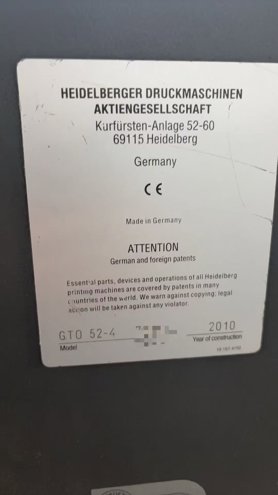 HEIDELBERGER DRUCKMASCHINEN
AKTIENGESELLSCHAFT
Kurfürsten-Anlage 52-60
69115 Heidelberg
Germany
CE
Made in Germany
ATTENTION
German and foreign patents
Essential parts, devices and operations of all Heidelberg
printing machines are covered by patents in many
countries of the world. We warn against copying; legal
action will be taken against any violator.
GTO 52-4 2010
Model Year of construction